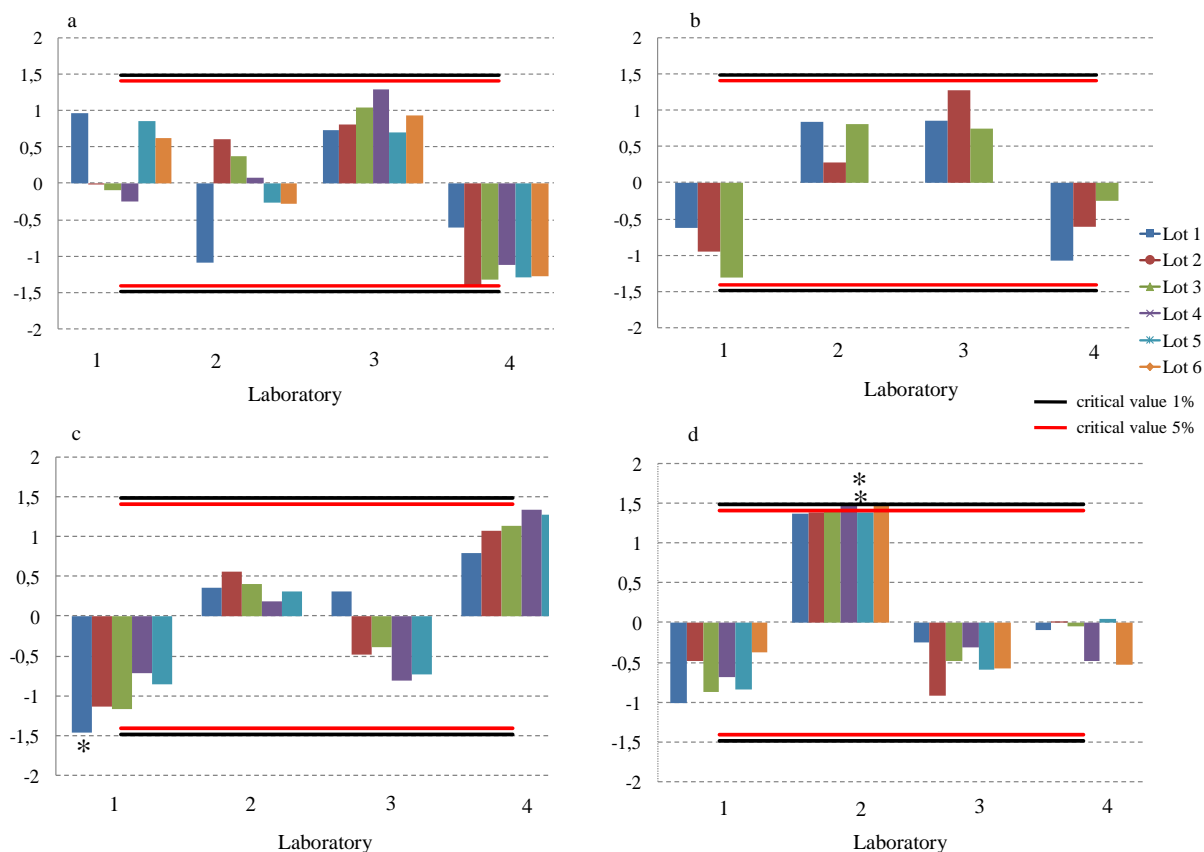 a
2
1,5
1
0,5
0
-0,5
-1
-1,5
-2
1 2 3 4
Laboratory
b
2
1,5
1
0,5
0
-0,5
-1
-1,5
-2
1 2 3 4
Laboratory
Lot 1
Lot 2
Lot 3
Lot 4
Lot 5
Lot 6
critical value 1%
critical value 5%
c
2
1,5
1
0,5
0
-0,5
-1
-1,5
-2
*
1 2 3 4
Laboratory
d
2
1,5
1
0,5
0
-0,5
-1
-1,5
-2
*
*
1 2 3 4
Laboratory